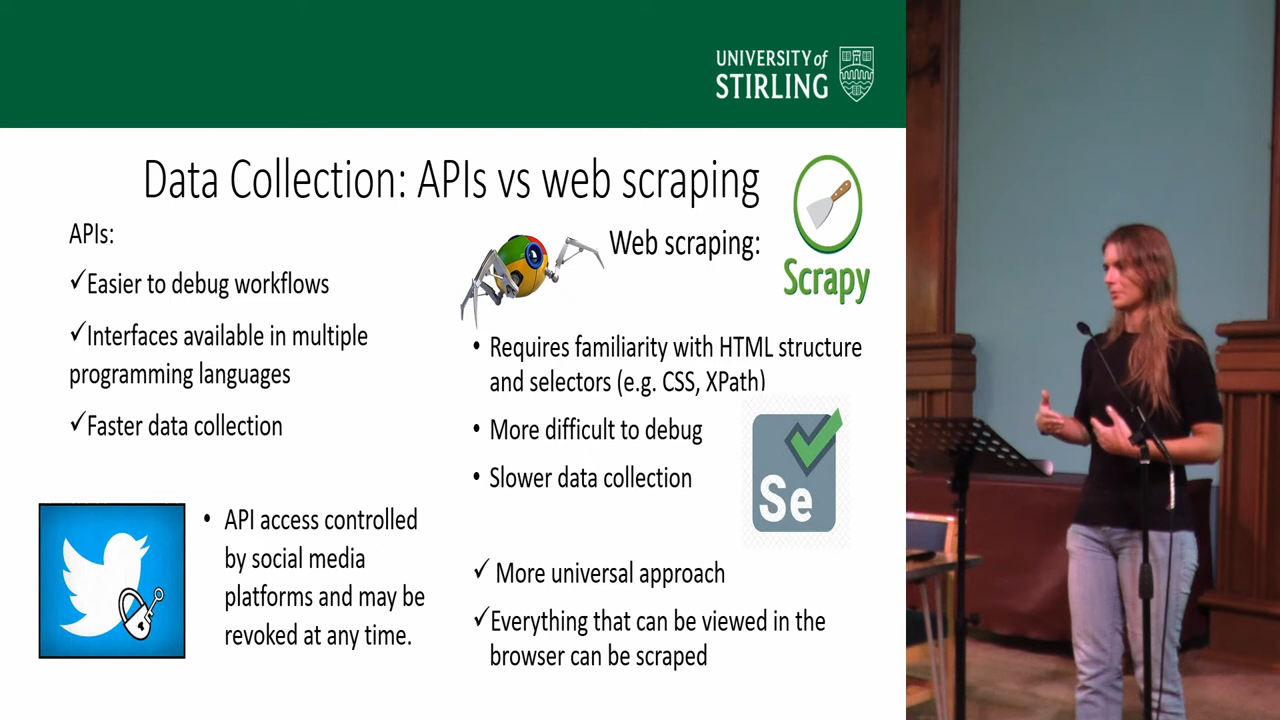 UNIVERSITY of
STIRLING
Data Collection: APIs vs web scraping
APIs:
✓Easier to debug workflows
✓Interfaces available in multiple
programming languages
✓Faster data collection
• API access controlled
by social media
platforms and may be
revoked at any time.
Web scraping:
Scrapy
• Requires familiarity with HTML structure
and selectors (e.g. CSS, XPath)
• More difficult to debug
• Slower data collection
Se
✓ More universal approach
✓Everything that can be viewed in the
browser can be scraped